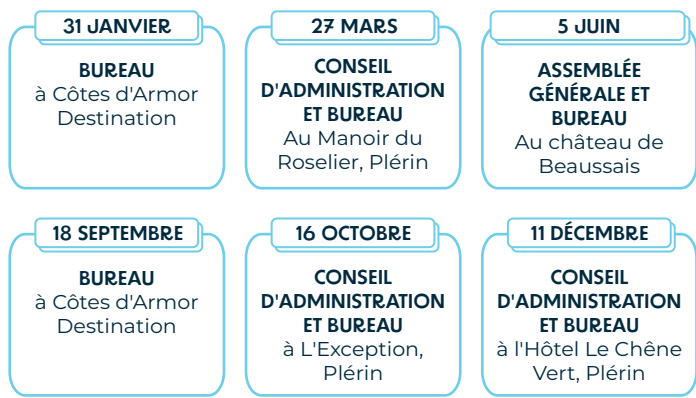 31 JANVIER
BUREAU
à Côtes d'Armor
Destination
27 MARS
CONSEIL
D'ADMINISTRATION
ET BUREAU
Au Manoir du
Roselier, Plérin
5 JUIN
ASSEMBLÉE
GÉNÉRALE ET
BUREAU
Au château de
Beaussais
18 SEPTEMBRE
BUREAU
à Côtes d'Armor
Destination
16 OCTOBRE
CONSEIL
D'ADMINISTRATION
ET BUREAU
à L'Exception,
Plérin
11 DÉCEMBRE
CONSEIL
D'ADMINISTRATION
ET BUREAU
à l'Hôtel Le Chêne
Vert, Plérin